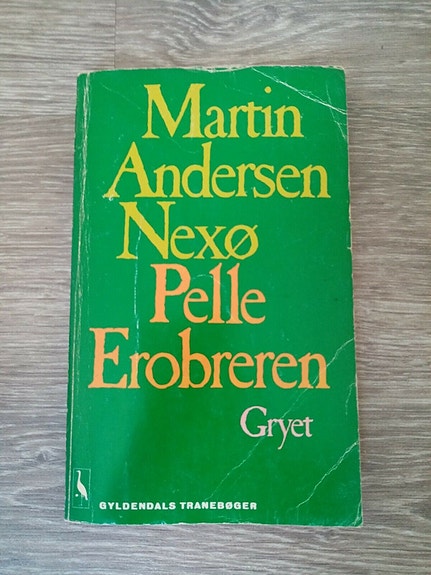 Martin
Andersen
Nexø
Pelle
Erobreren
Gryet
GYLDENDALS TRANEBØGER